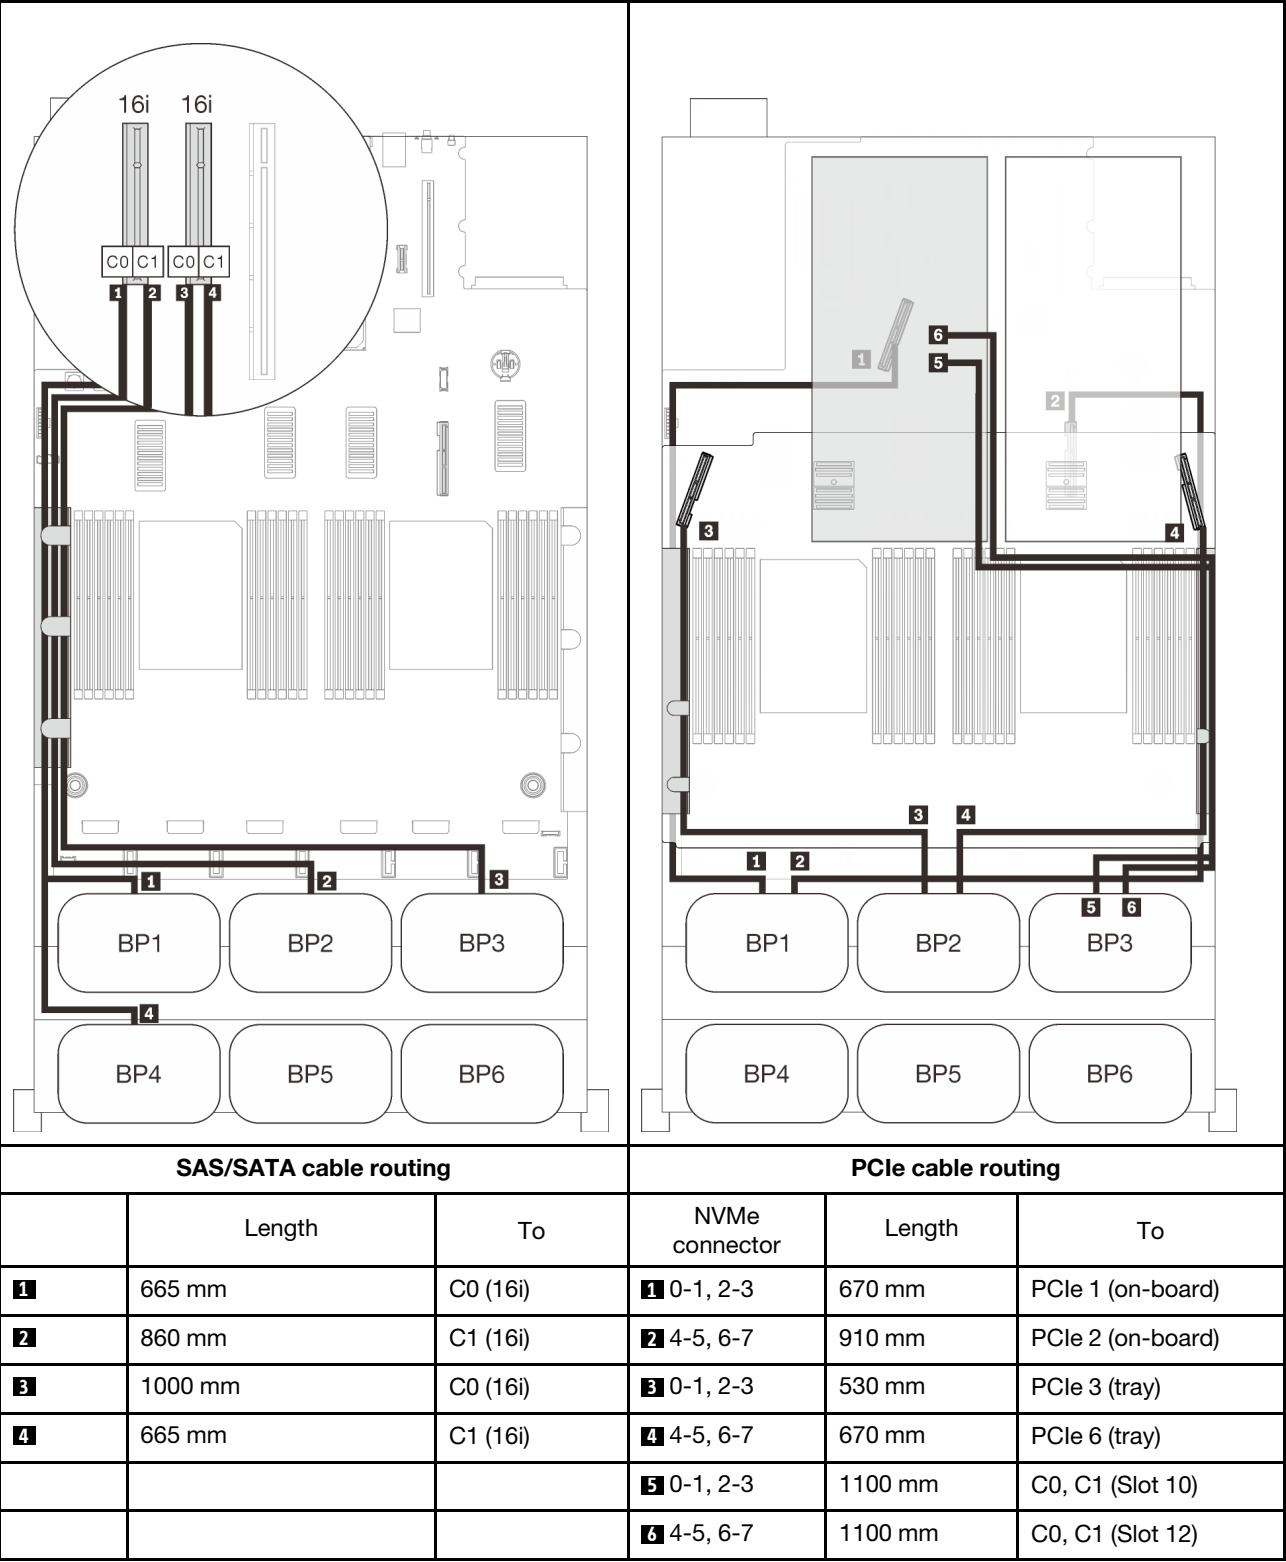 16i 16i
C0 C1 C0 C1
1 2 3 4
1 2 3
BP1 BP2 BP3
4
BP4 BP5 BP6
6
1 5
2
3 4
3 4
1 2
5 6
BP1 BP2 BP3
BP4 BP5 BP6
SAS/SATA cable routing PCIe cable routing
Length To NVMe connector Length To
1 665 mm C0 (16i) 1 0-1, 2-3 670 mm PCIe 1 (on-board)
2 860 mm C1 (16i) 2 4-5, 6-7 910 mm PCIe 2 (on-board)
3 1000 mm C0 (16i) 3 0-1, 2-3 530 mm PCIe 3 (tray)
4 665 mm C1 (16i) 4 4-5, 6-7 670 mm PCIe 6 (tray)
5 0-1, 2-3 1100 mm C0, C1 (Slot 10)
6 4-5, 6-7 1100 mm C0, C1 (Slot 12)